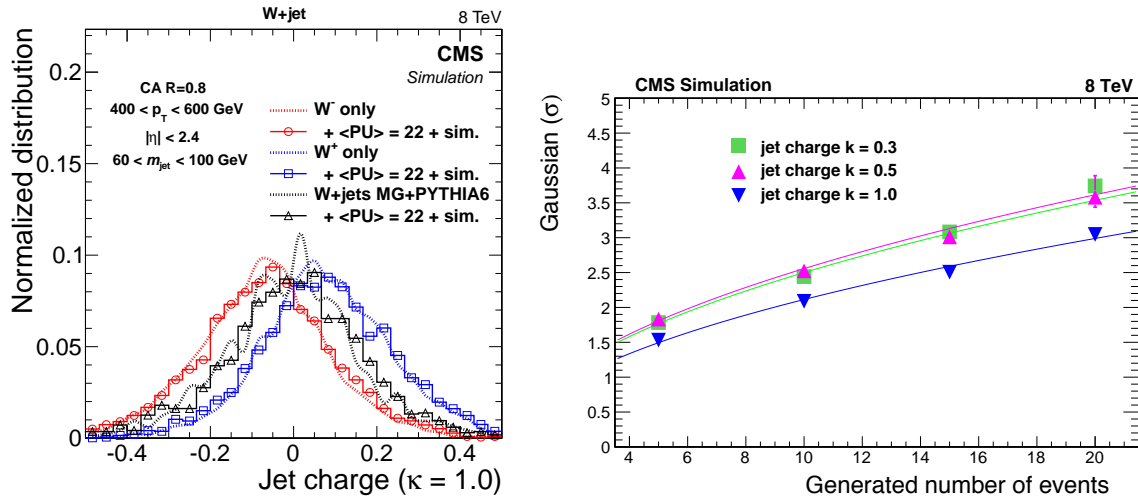 W+jet
8 TeV
CMS
Simulation
CA R=0.8
400 < p_T < 600 GeV
|η| < 2.4
60 < m_jet < 100 GeV
W⁻ only
+ <PU> = 22 + sim.
W⁺ only
+ <PU> = 22 + sim.
W+jets MG+PYTHIA6
+ <PU> = 22 + sim.
Normalized distribution
0.2
0.15
0.1
0.05
0
-0.4
-0.2
0
0.2
0.4
Jet charge (κ = 1.0)
CMS Simulation
8 TeV
jet charge k = 0.3
jet charge k = 0.5
jet charge k = 1.0
Gaussian (σ)
5
4.5
4
3.5
3
2.5
2
1.5
1
0.5
0
4
6
8
10
12
14
16
18
20
Generated number of events